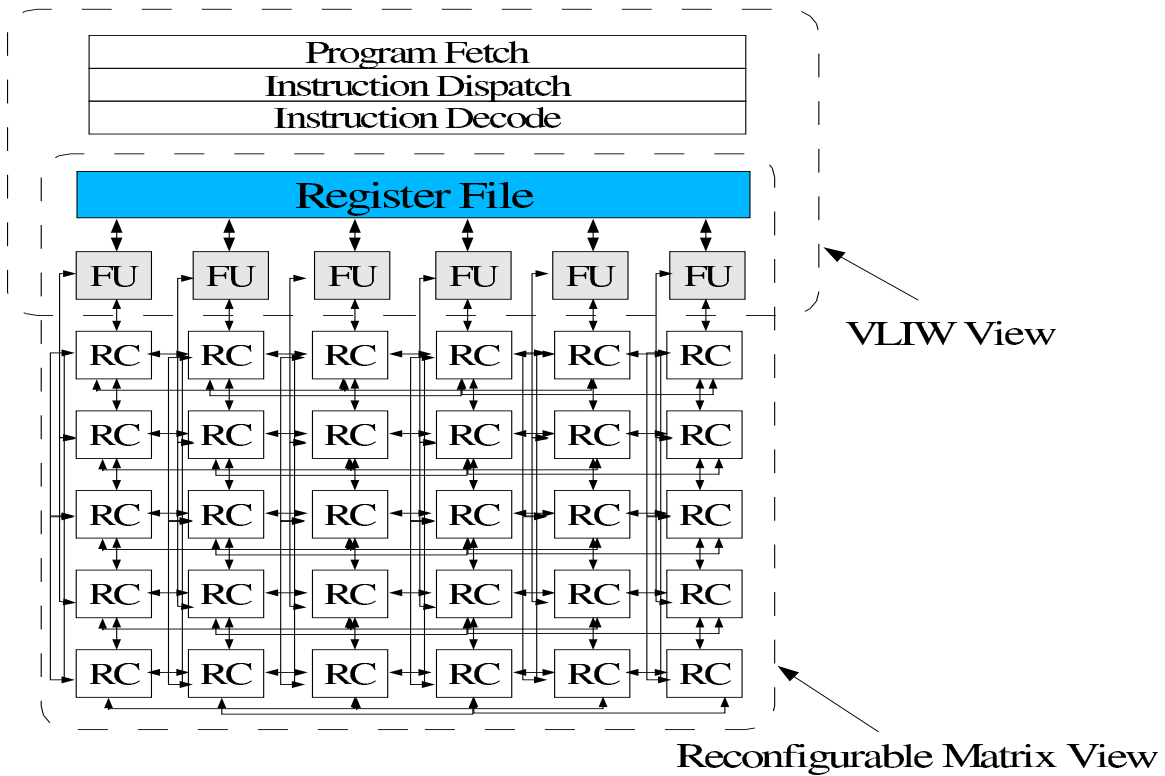 Program Fetch
Instruction Dispatch
Instruction Decode
Register File
FU FU FU FU FU FU
VLIW View
RC RC RC RC RC RC
RC RC RC RC RC RC
RC RC RC RC RC RC
RC RC RC RC RC RC
RC RC RC RC RC RC
Reconfigurable Matrix View